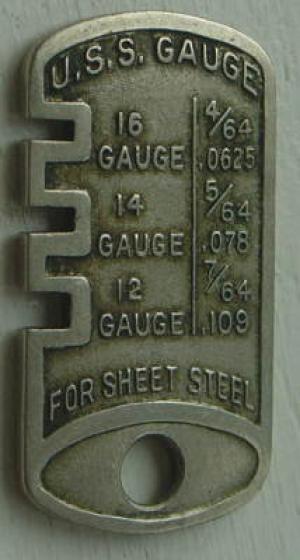 U.S.S. GAUGE
16 GAUGE 4/64 .0625
14 GAUGE 5/64 .078
12 GAUGE 7/64 .109
FOR SHEET STEEL